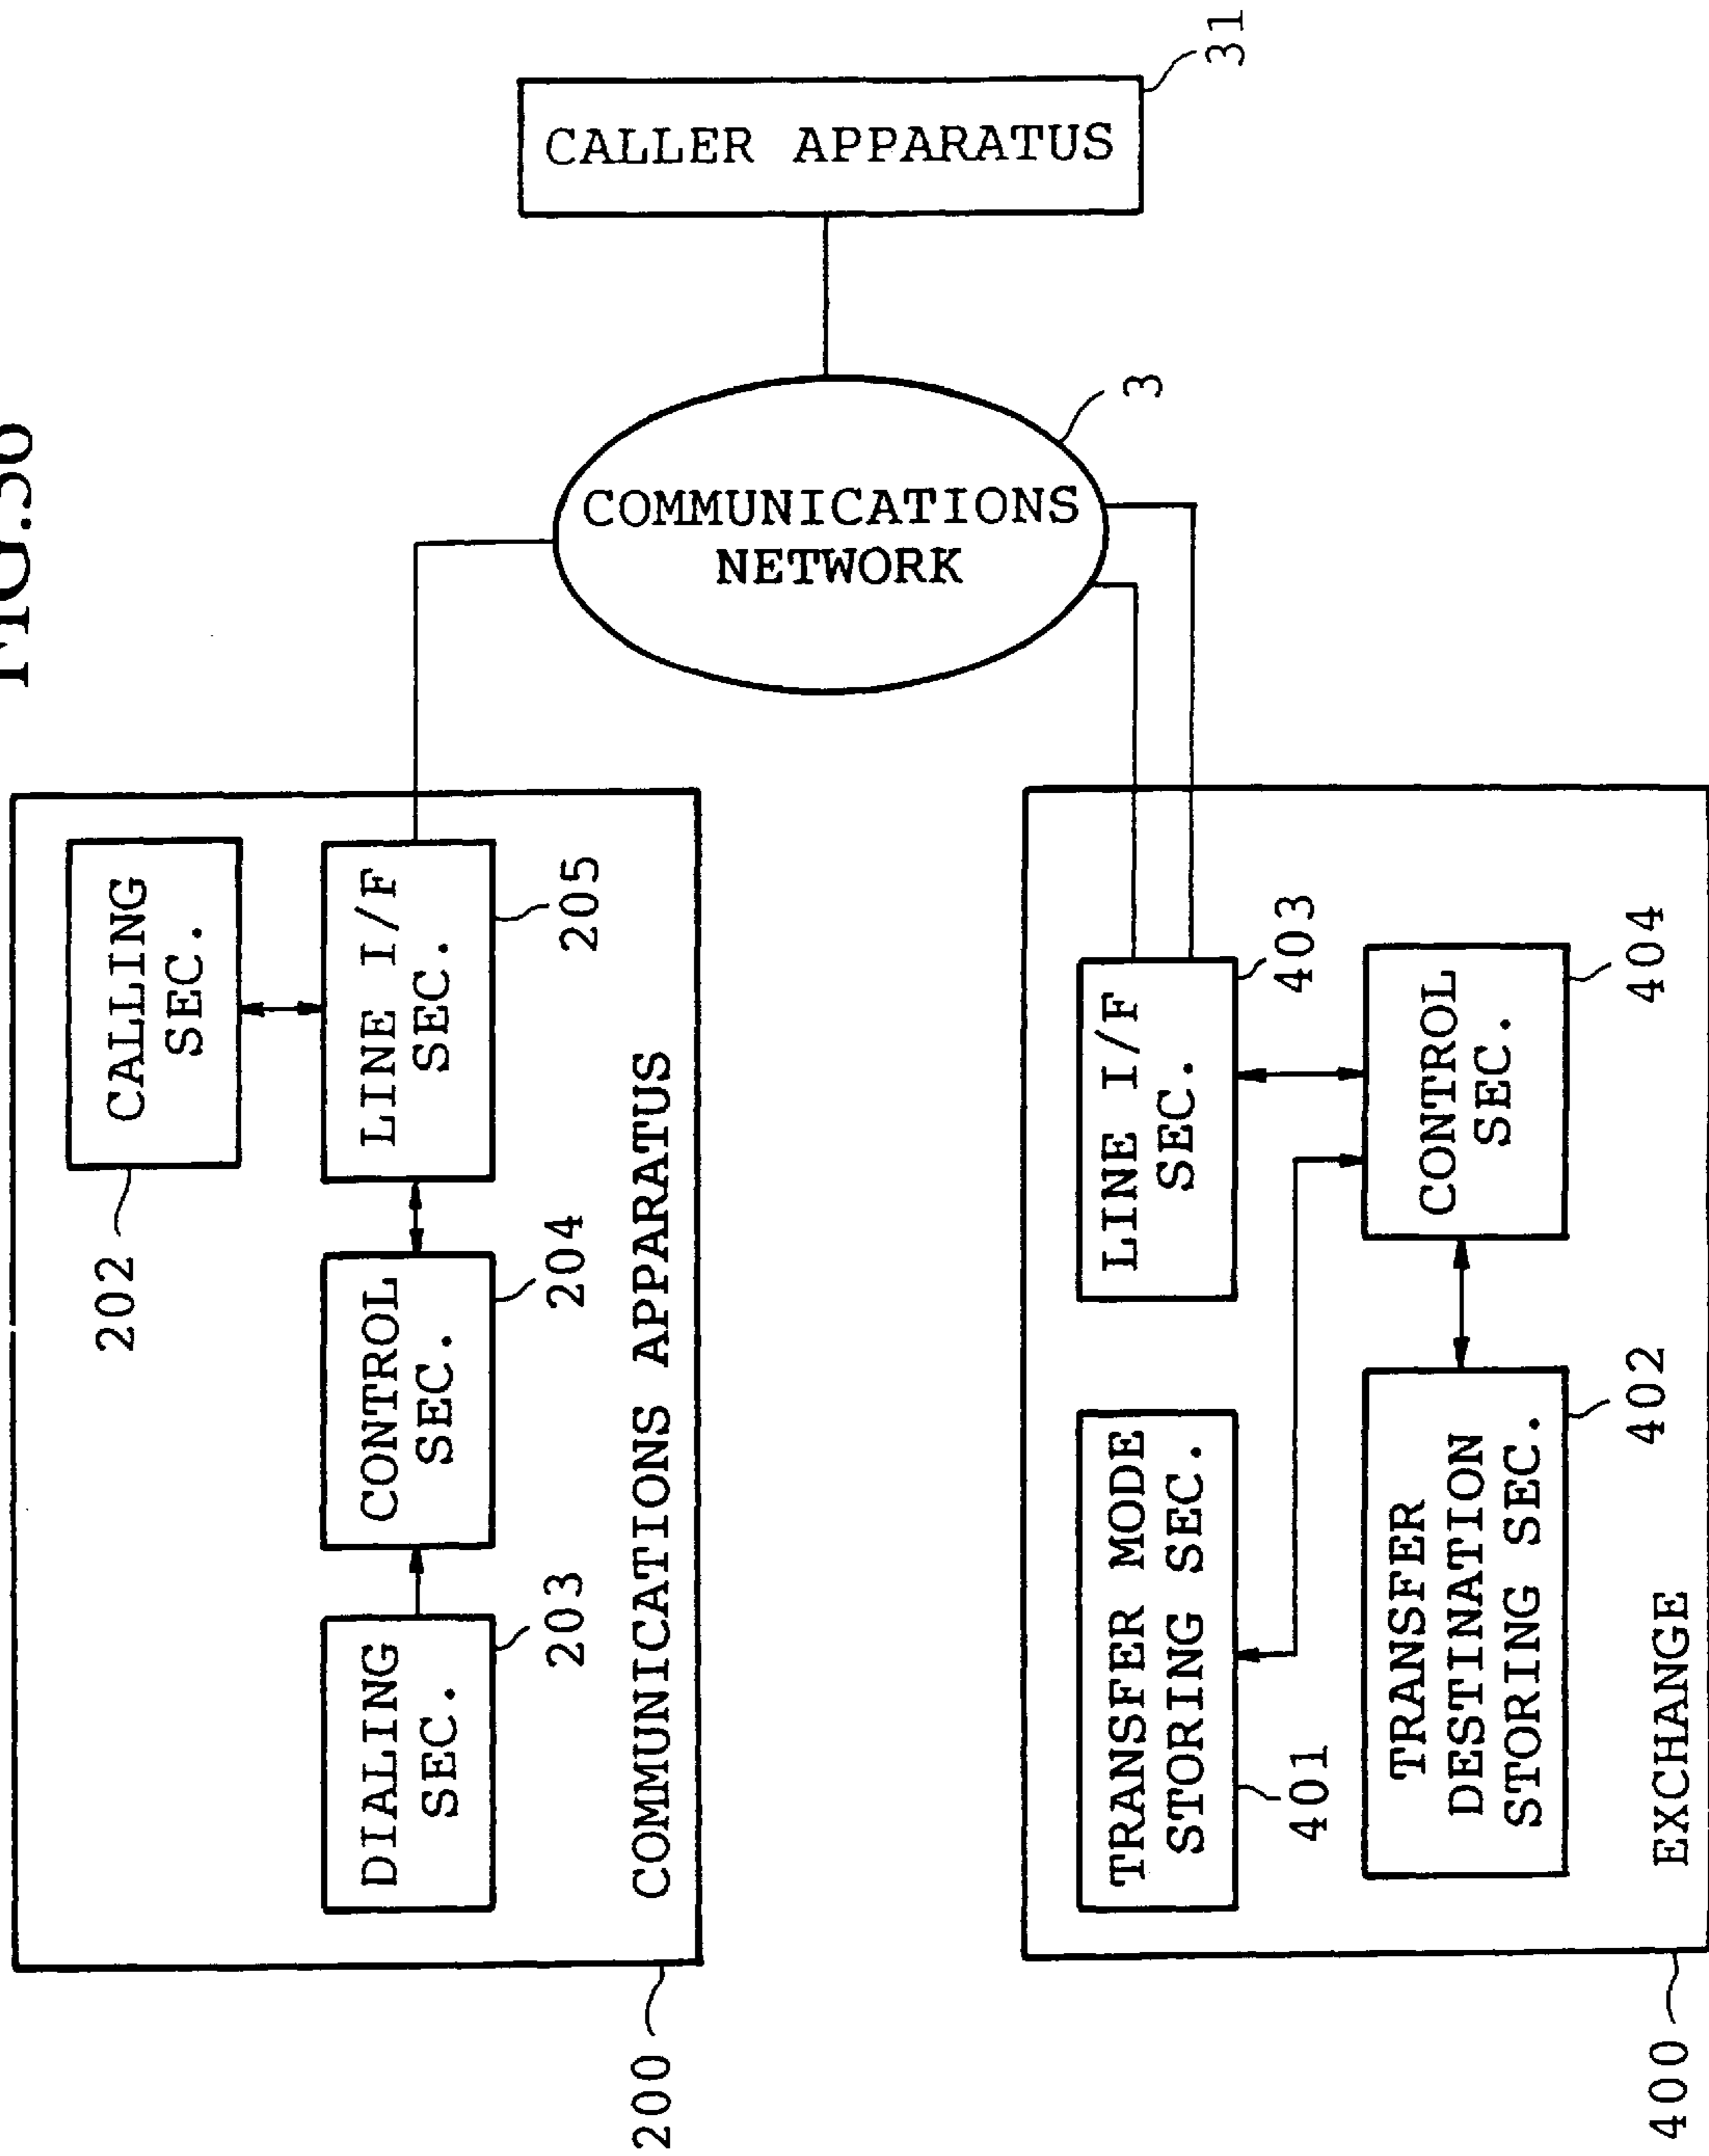 202
CALLING
SEC.
DIALING
SEC.
CONTROL
SEC.
LINE I/F
SEC.
203
204
205
COMMUNICATIONS APPARATUS
200
COMMUNICATIONS
NETWORK
3
CALLER APPARATUS
31
TRANSFER MODE
STORING SEC.
LINE I/F
SEC.
401
403
TRANSFER
DESTINATION
STORING SEC.
CONTROL
SEC.
402
404
EXCHANGE
400